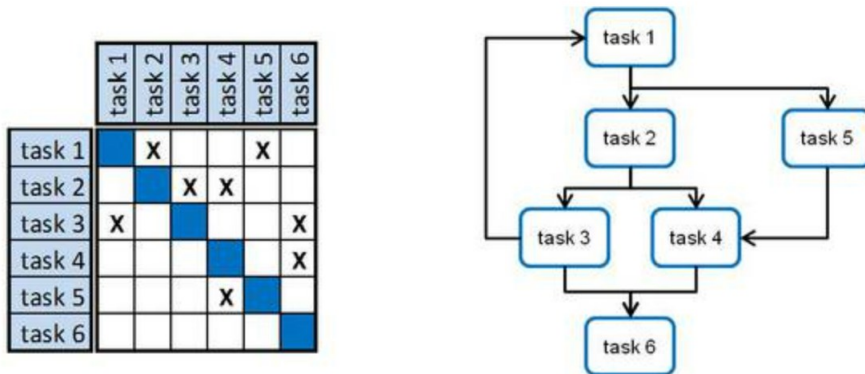 task 1 task 2 task 3 task 4 task 5 task 6
task 1 X X
task 2 X X
task 3 X X
task 4 X
task 5 X
task 6
task 1
task 2 task 5
task 3 task 4
task 6